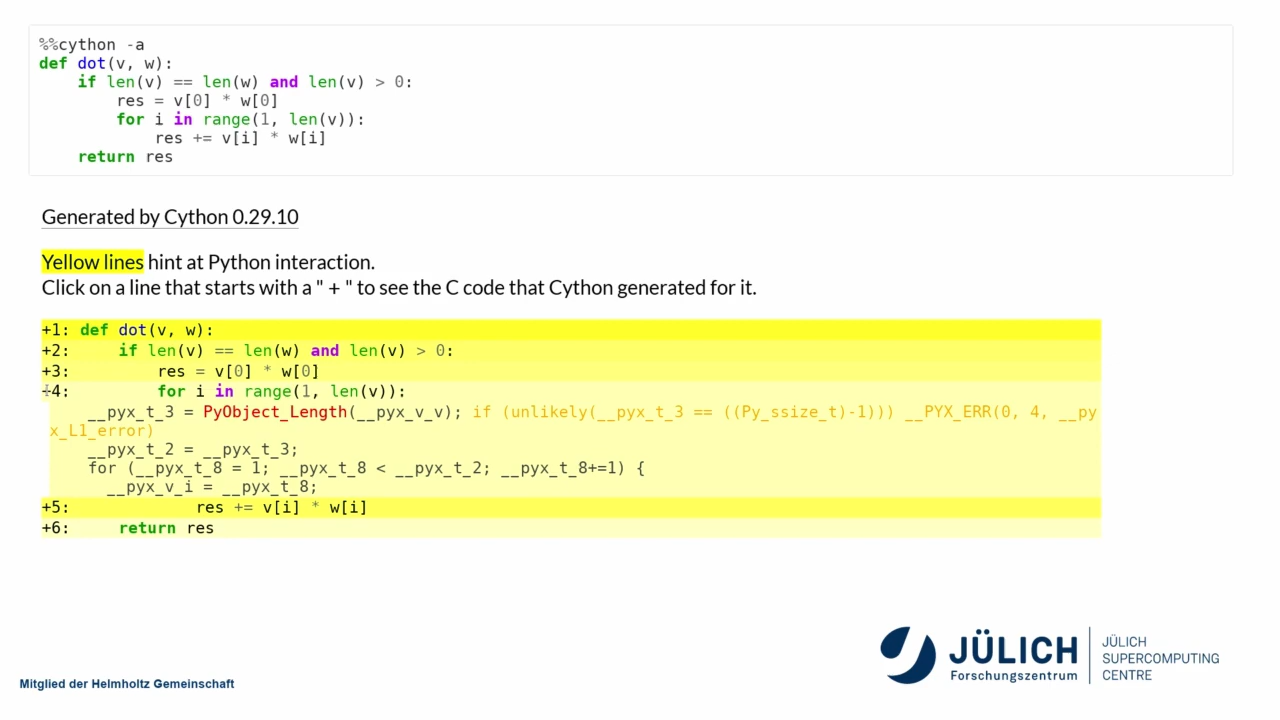 %%cython -a
def dot(v, w):
    if len(v) == len(w) and len(v) > 0:
        res = v[0] * w[0]
        for i in range(1, len(v)):
            res += v[i] * w[i]
    return res
Generated by Cython 0.29.10
Yellow lines hint at Python interaction.
Click on a line that starts with a " + " to see the C code that Cython generated for it.
+1: def dot(v, w):
+2:     if len(v) == len(w) and len(v) > 0:
+3:         res = v[0] * w[0]
+4:         for i in range(1, len(v)):
    __pyx_t_3 = PyObject_Length(__pyx_v_v); if (unlikely(__pyx_t_3 == ((Py_ssize_t)-1))) __PYX_ERR(0, 4, __py
x_L1_error)
    __pyx_t_2 = __pyx_t_3;
    for (__pyx_t_8 = 1; __pyx_t_8 < __pyx_t_2; __pyx_t_8+=1) {
      __pyx_v_i = __pyx_t_8;
+5:             res += v[i] * w[i]
+6:     return res
JÜLICH
Forschungszentrum
JÜLICH
SUPERCOMPUTING
CENTRE
Mitglied der Helmholtz Gemeinschaft